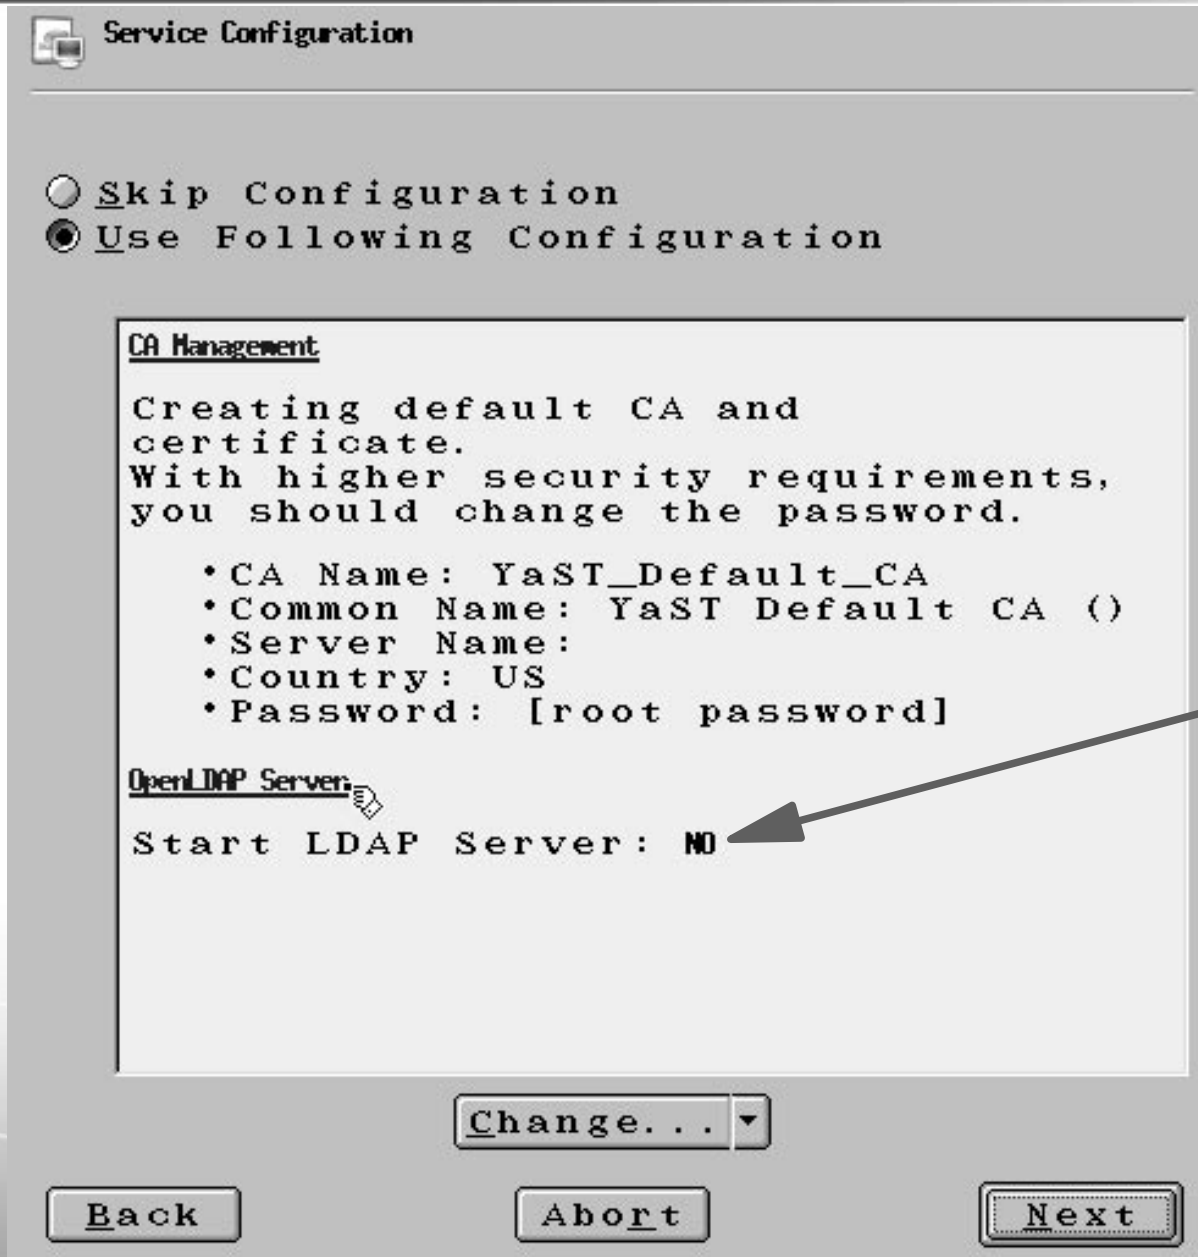 Service Configuration
Skip Configuration
Use Following Configuration
CA Management
Creating default CA and
certificate.
With higher security requirements,
you should change the password.
•CA Name: YaST_Default_CA
•Common Name: YaST Default CA ()
•Server Name:
•Country: US
•Password: [root password]
OpenLDAP Server
Start LDAP Server: NO
Change...
Back
Abort
Next